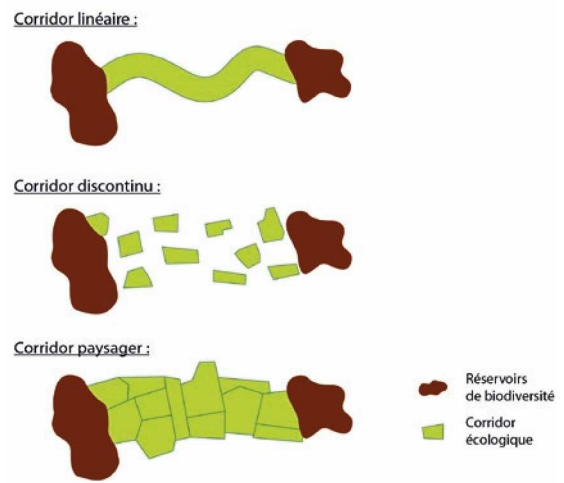 Corridor linéaire :
Corridor discontinu :
Corridor paysager :
Réservoirs
de biodiversité
Corridor
écologique